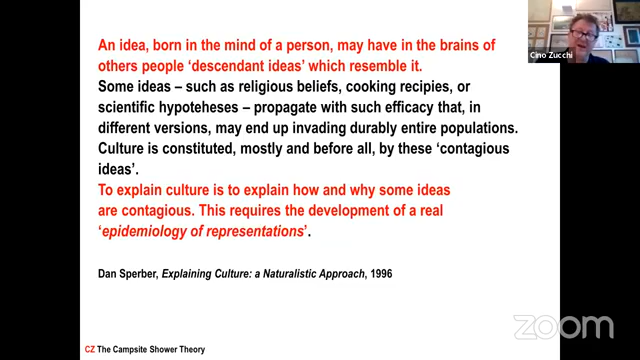 An idea, born in the mind of a person, may have in the brains of
others people ‘descendant ideas’ which resemble it.
Some ideas – such as religious beliefs, cooking recipies, or
scientific hypoteheses – propagate with such efficacy that, in
different versions, may end up invading durably entire populations.
Culture is constituted, mostly and before all, by these ‘contagious
ideas’.
To explain culture is to explain how and why some ideas
are contagious. This requires the development of a real
‘epidemiology of representations’.
Dan Sperber, Explaining Culture: a Naturalistic Approach, 1996
CZ The Campsite Shower Theory
Cino Zucchi
zoom